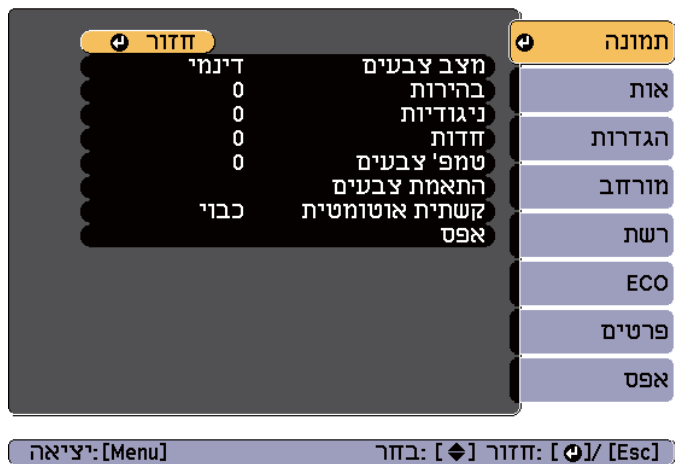 תמונה
אות
הגדרות
מורחב
רשת
ECO
פרטים
אפס
חזור
מצב צבעים דינמי
בהירות 0
ניגודיות 0
חדות 0
טמפ' צבעים 0
התאמת צבעים
קשתית אוטומטית כבוי
אפס
[Esc] /[ ] :חזור [ ] :בחר [Menu]:יציאה